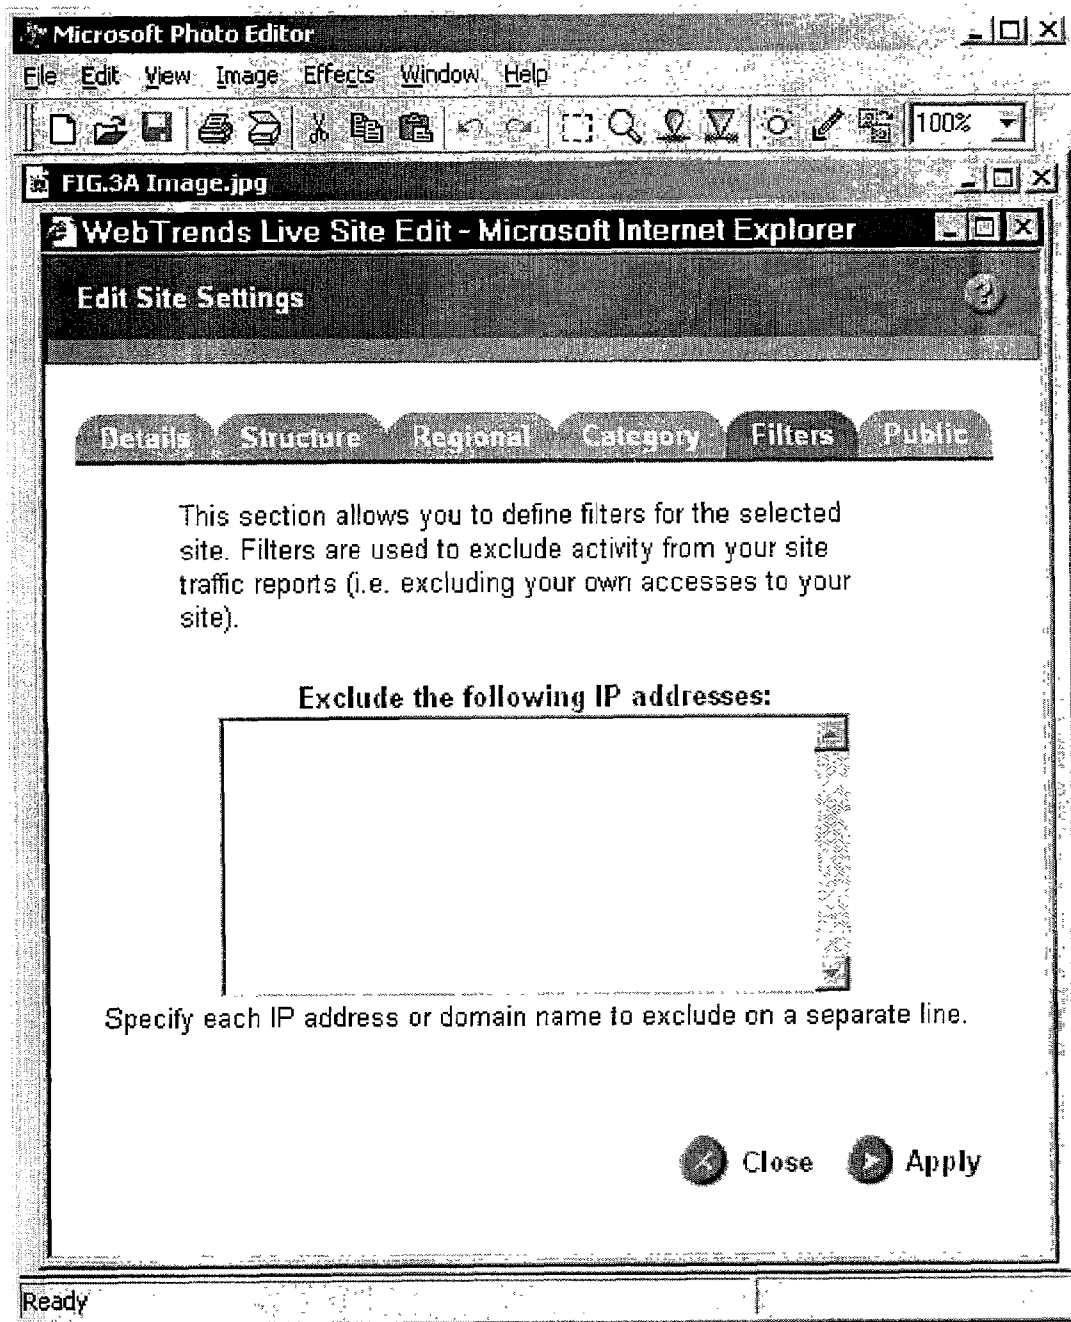 Microsoft Photo Editor
File Edit View Image Effects Window Help
100%
FIG.3A Image.jpg
WebTrends Live Site Edit - Microsoft Internet Explorer
Edit Site Settings
?
Details Structure Regional Category Filters Public
This section allows you to define filters for the selected
site. Filters are used to exclude activity from your site
traffic reports (i.e. excluding your own accesses to your
site).
Exclude the following IP addresses:
Specify each IP address or domain name to exclude on a separate line.
Close Apply
Ready